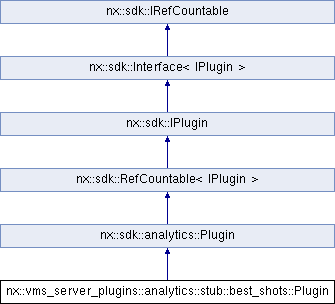 nx::sdk::IRefCountable
nx::sdk::Interface< IPlugin >
nx::sdk::IPlugin
nx::sdk::RefCountable< IPlugin >
nx::sdk::analytics::Plugin
nx::vms_server_plugins::analytics::stub::best_shots::Plugin